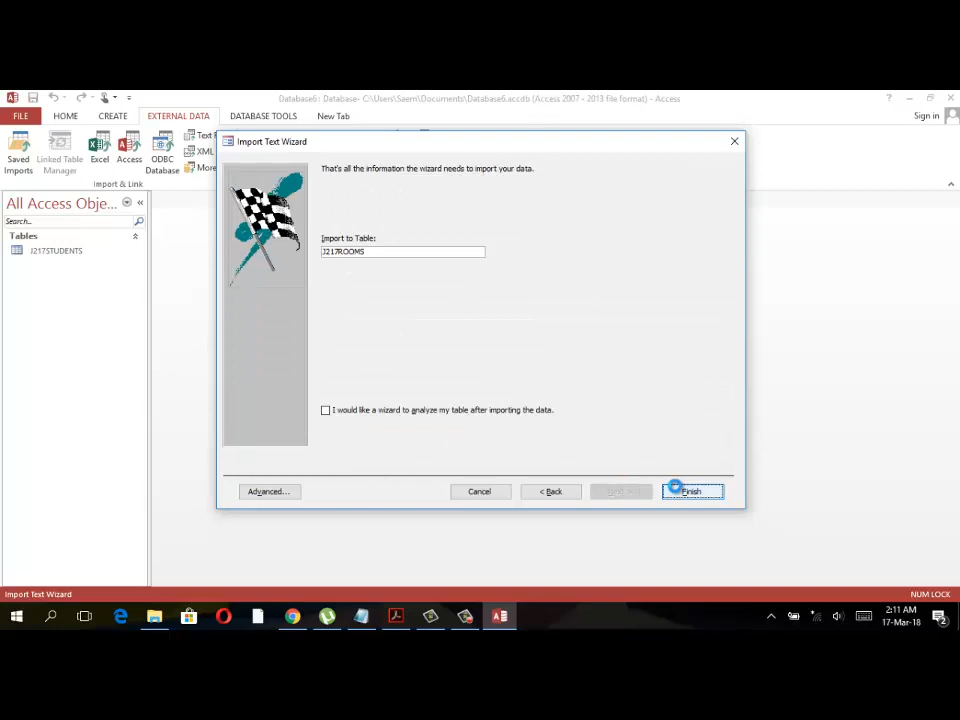 Database6 : Database- C:\Users\Saem\Documents\Database6.accdb (Access 2007 - 2013 file format) - Access
?
FILE HOME CREATE EXTERNAL DATA DATABASE TOOLS New Tab
Sign in
Saved Imports
Linked Table Manager
Excel
Access
ODBC Database
Text
XML
More
Import & Link
Import Text Wizard
That's all the information the wizard needs to import your data.
Import to Table:
J217ROOMS
I would like a wizard to analyze my table after importing the data.
Advanced...
Cancel
< Back
Finish
All Access Obje...
Search...
Tables
J217STUDENTS
Import Text Wizard
NUM LOCK
2:11 AM
17-Mar-18
2